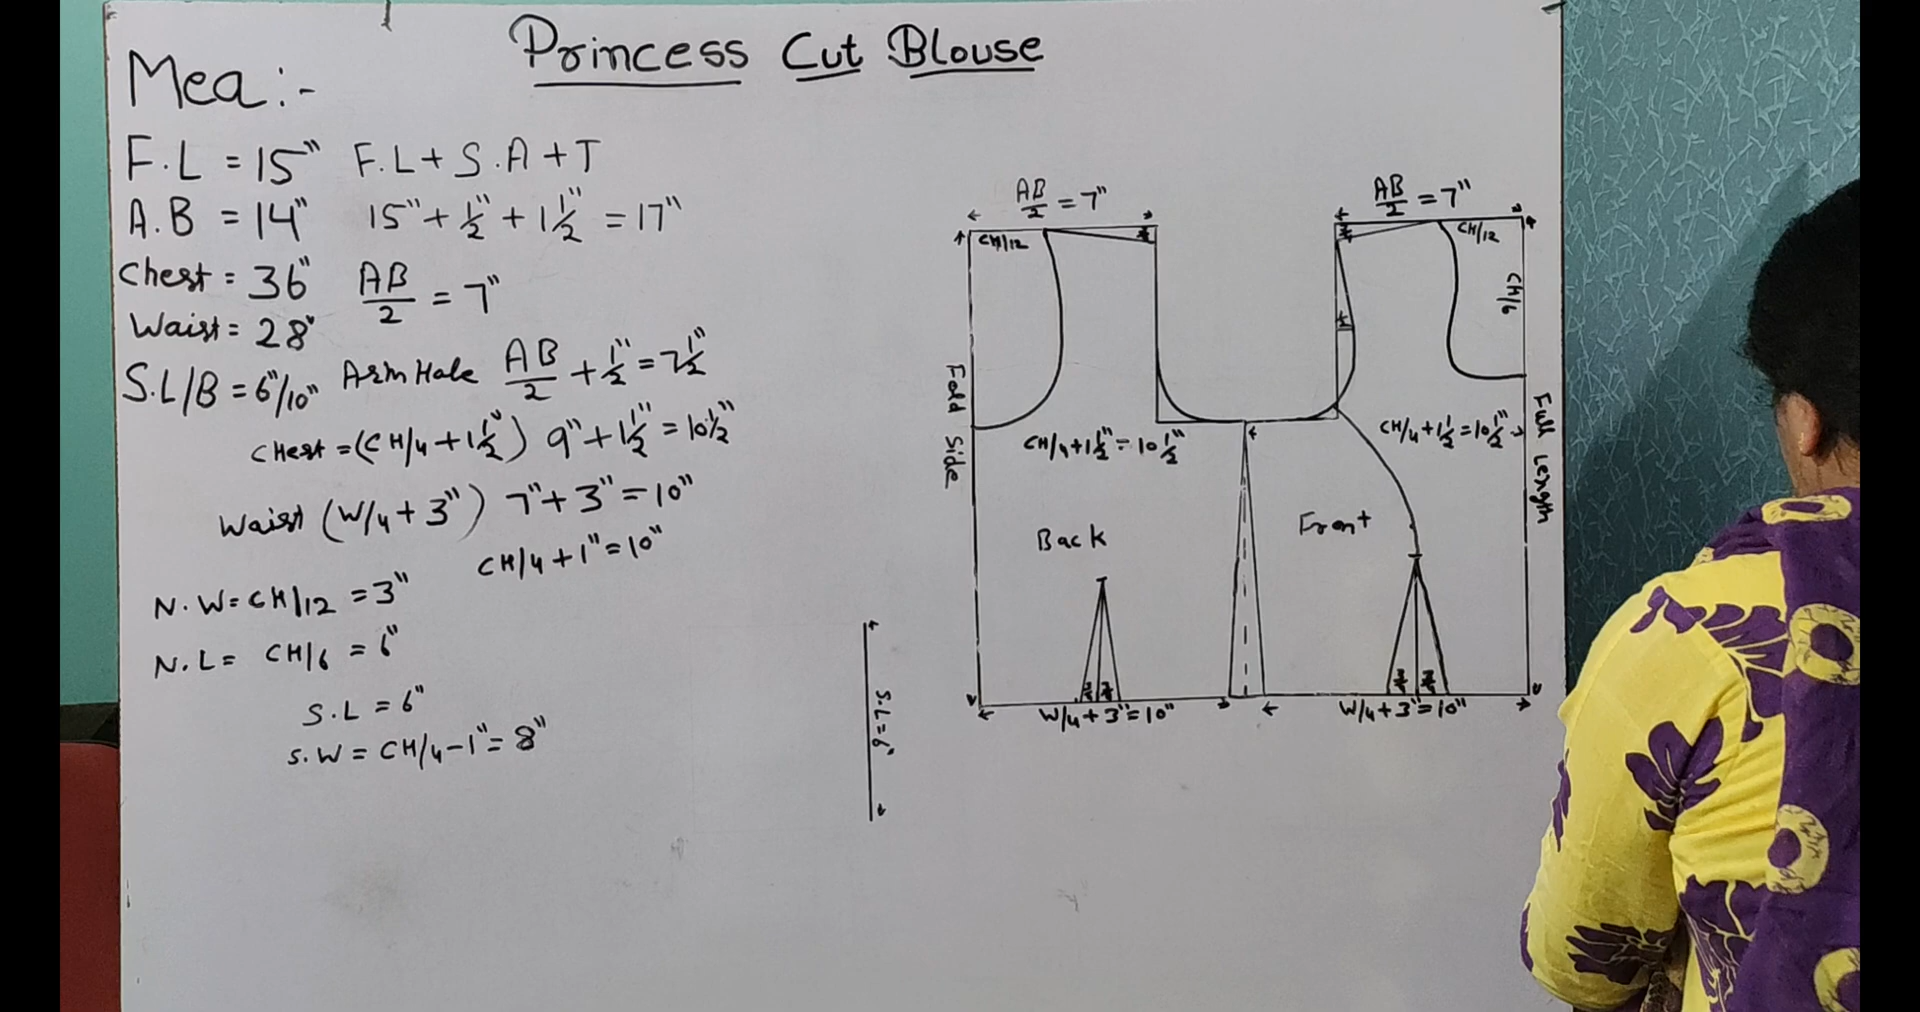 Princess Cut Blouse
Mea:-
F.L = 15" F.L + S.A + T
A.B = 14" 15" + 1/2" + 1 1/2" = 17"
Chest = 36" AB/2 = 7"
Waist = 28"
S.L/B = 6"/10" Arm Hole AB/2 + 1/2" = 7 1/2"
CHest = (CH/4 + 1 1/2") 9" + 1 1/2" = 10 1/2"
Waist (W/4 + 3") 7" + 3" = 10"
CH/4 + 1" = 10"
N.W = CH/12 = 3"
N.L = CH/6 = 6"
S.L = 6"
S.W = CH/4 - 1" = 8"
S.L = 6"
AB/2 = 7"
CH/12
Fold Side
CH/4 + 1 1/2" = 10 1/2"
Back
W/4 + 3" = 10"
AB/2 = 7"
CH/12
CH/6
CH/4 + 1 1/2" = 10 1/2"
Full Length
Front
3/4 3/4
W/4 + 3" = 10"